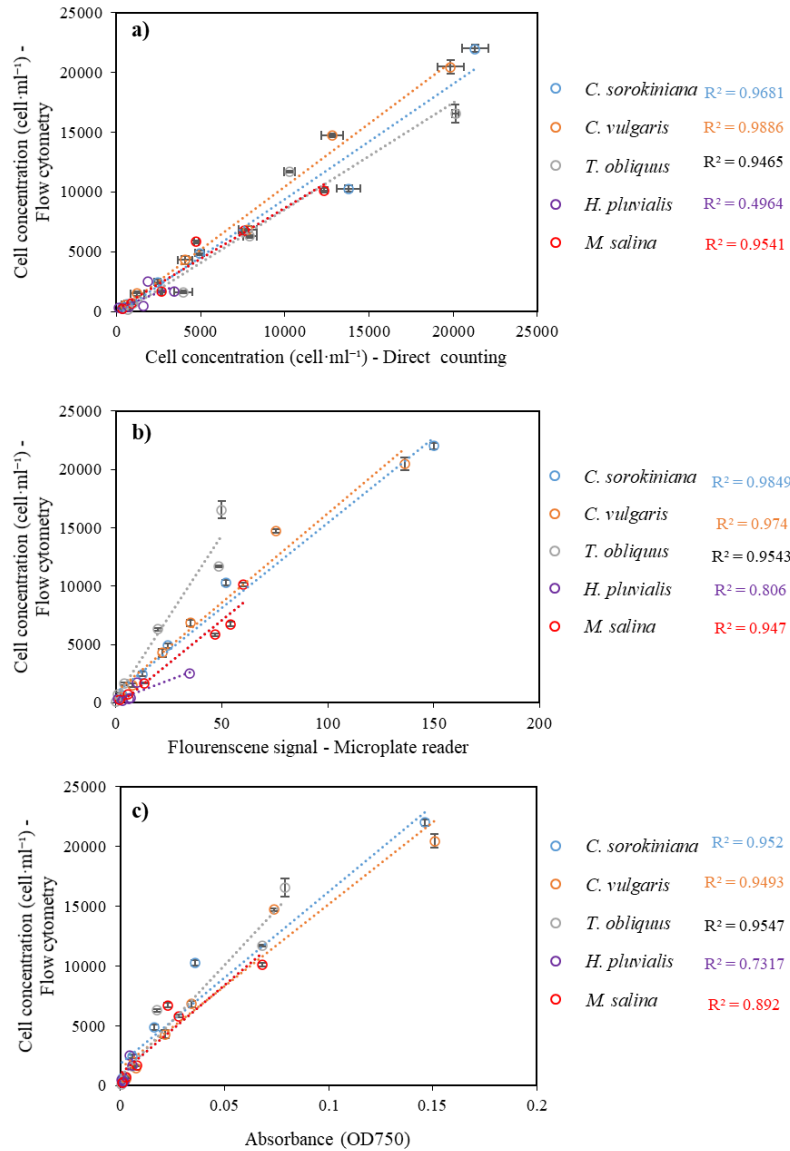 a)
25000
20000
15000
10000
5000
0
0 5000 10000 15000 20000 25000
Cell concentration (cell·ml⁻¹) -
Flow cytometry
Cell concentration (cell·ml⁻¹) - Direct counting
C. sorokiniana R² = 0.9681
C. vulgaris R² = 0.9886
T. obliquus R² = 0.9465
H. pluvialis R² = 0.4964
M. salina R² = 0.9541
b)
25000
20000
15000
10000
5000
0
0 50 100 150 200
Cell concentration (cell·ml⁻¹) -
Flow cytometry
Flourenscene signal - Microplate reader
C. sorokiniana R² = 0.9849
C. vulgaris R² = 0.974
T. obliquus R² = 0.9543
H. pluvialis R² = 0.806
M. salina R² = 0.947
c)
25000
20000
15000
10000
5000
0
0 0.05 0.1 0.15 0.2
Cell concentration (cell·ml⁻¹) -
Flow cytometry
Absorbance (OD750)
C. sorokiniana R² = 0.952
C. vulgaris R² = 0.9493
T. obliquus R² = 0.9547
H. pluvialis R² = 0.7317
M. salina R² = 0.892